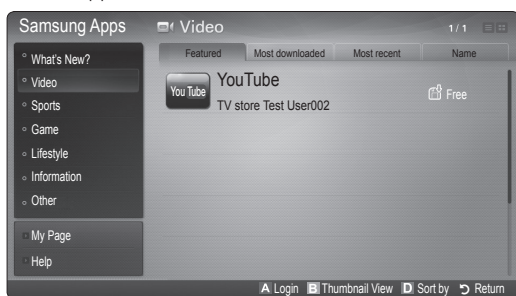 Samsung Apps
Video
1 / 1
What's New?
Video
Sports
Game
Lifestyle
Information
Other
My Page
Help
Featured
Most downloaded
Most recent
Name
You Tube
YouTube
TV store Test User002
Free
A Login B Thumbnail View D Sort by Return